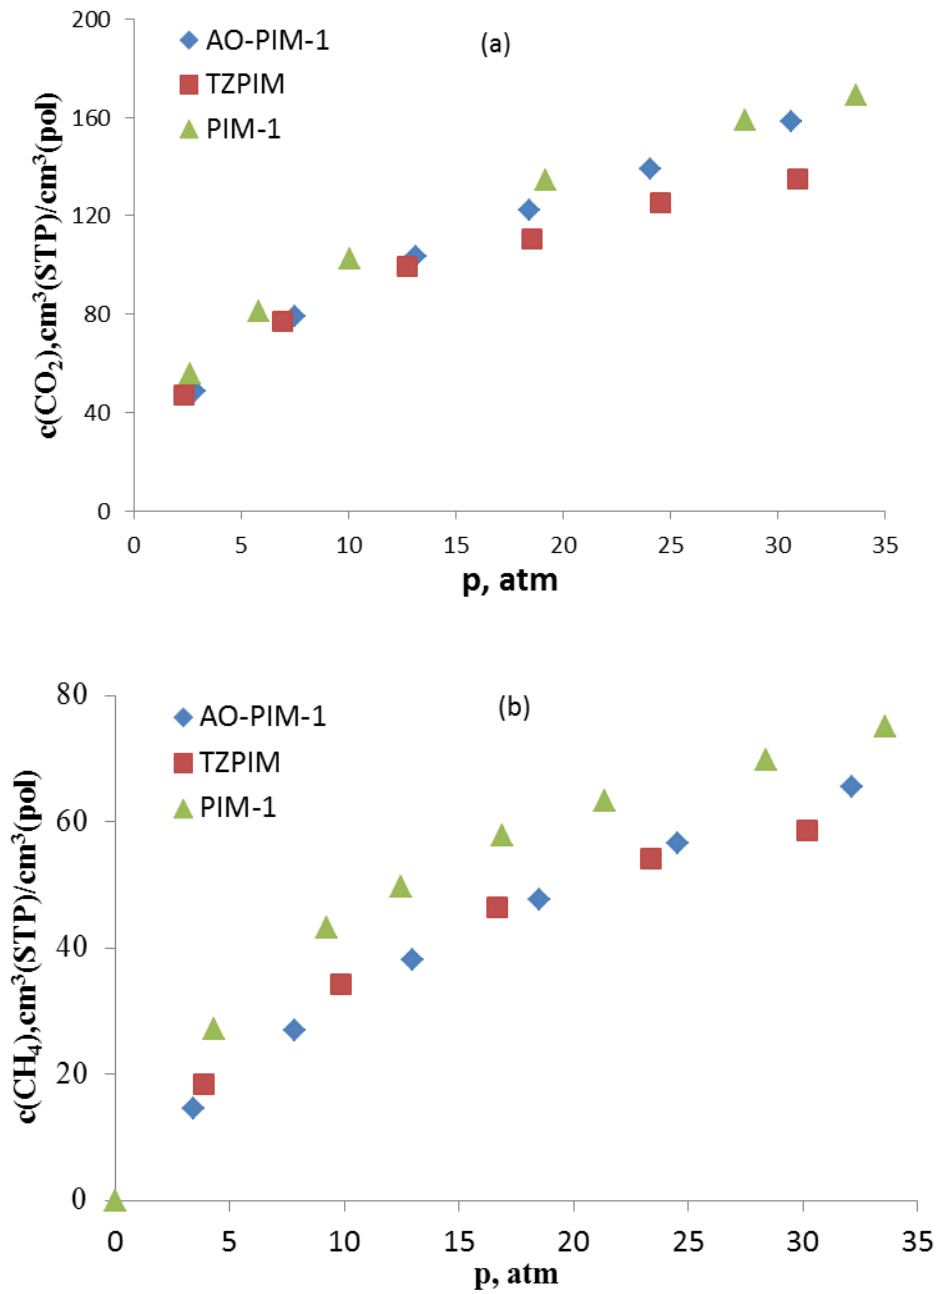 200
(a)
AO-PIM-1
TZPIM
PIM-1
160
120
80
40
0
c(CO₂),cm³(STP)/cm³(pol)
0 5 10 15 20 25 30 35
p, atm
80
(b)
AO-PIM-1
TZPIM
PIM-1
60
40
20
0
c(CH₄),cm³(STP)/cm³(pol)
0 5 10 15 20 25 30 35
p, atm